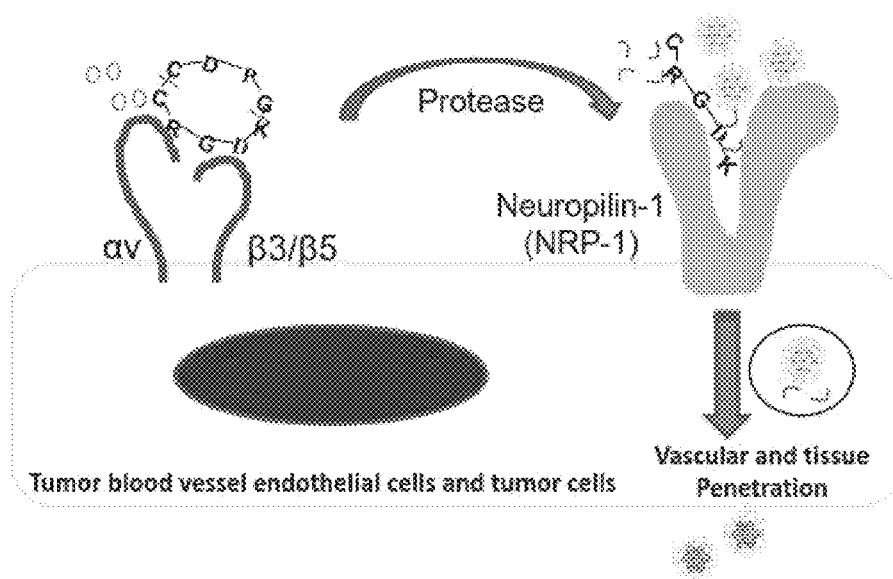 C D P G K D G R C
Protease
C R G D K
αv
β3/β5
Neuropilin-1
(NRP-1)
Tumor blood vessel endothelial cells and tumor cells
Vascular and tissue
Penetration